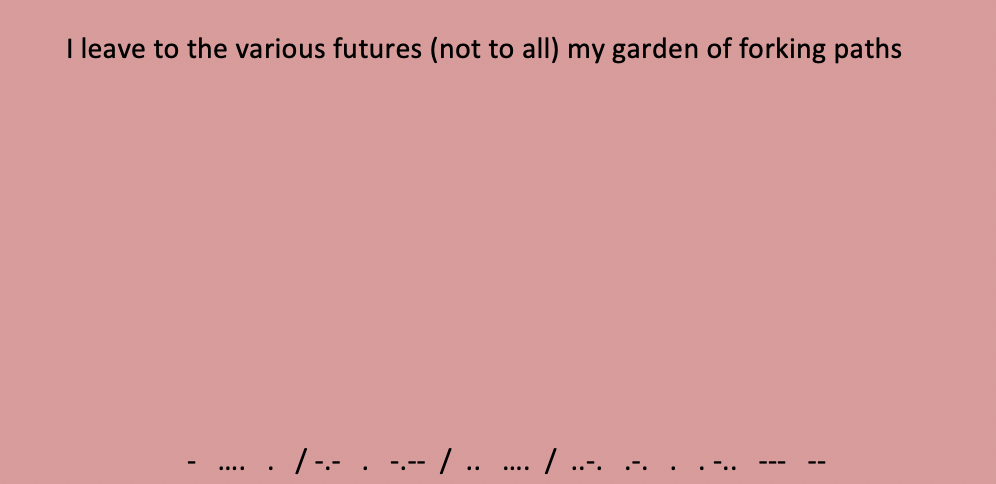 I leave to the various futures (not to all) my garden of forking paths
- .... . / -.- . -.-- / .. .... / ..-. .-. . . -.. --- --